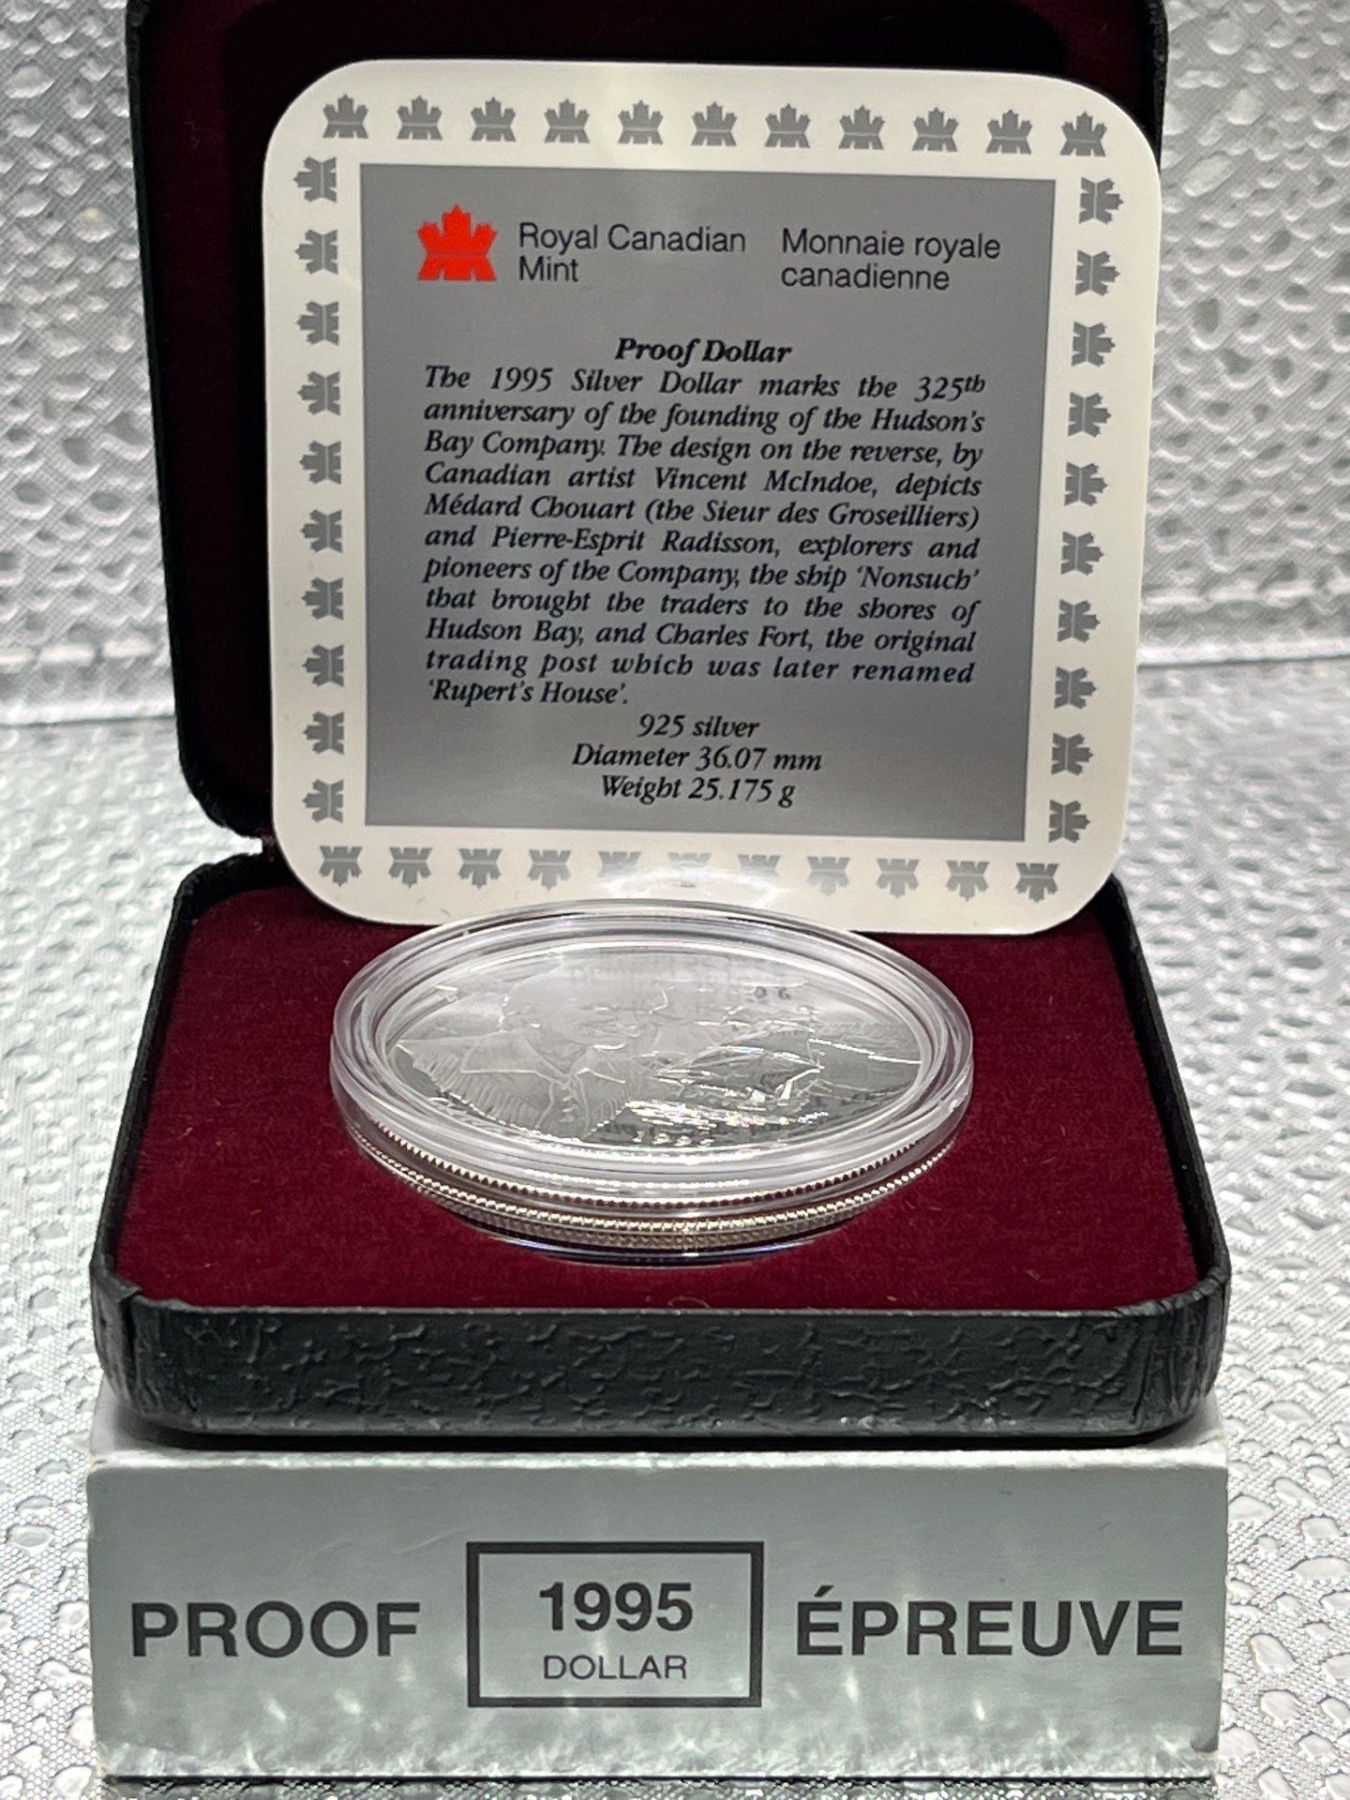 Royal Canadian Mint
Monnaie royale canadienne
Proof Dollar
The 1995 Silver Dollar marks the 325th
anniversary of the founding of the Hudson's
Bay Company. The design on the reverse, by
Canadian artist Vincent McIndoe, depicts
Médard Chouart (the Sieur des Groseilliers)
and Pierre-Esprit Radisson, explorers and
pioneers of the Company, the ship 'Nonsuch'
that brought the traders to the shores of
Hudson Bay, and Charles Fort, the original
trading post which was later renamed
'Rupert's House'.
925 silver
Diameter 36.07 mm
Weight 25.175 g
PROOF
1995
DOLLAR
ÉPREUVE